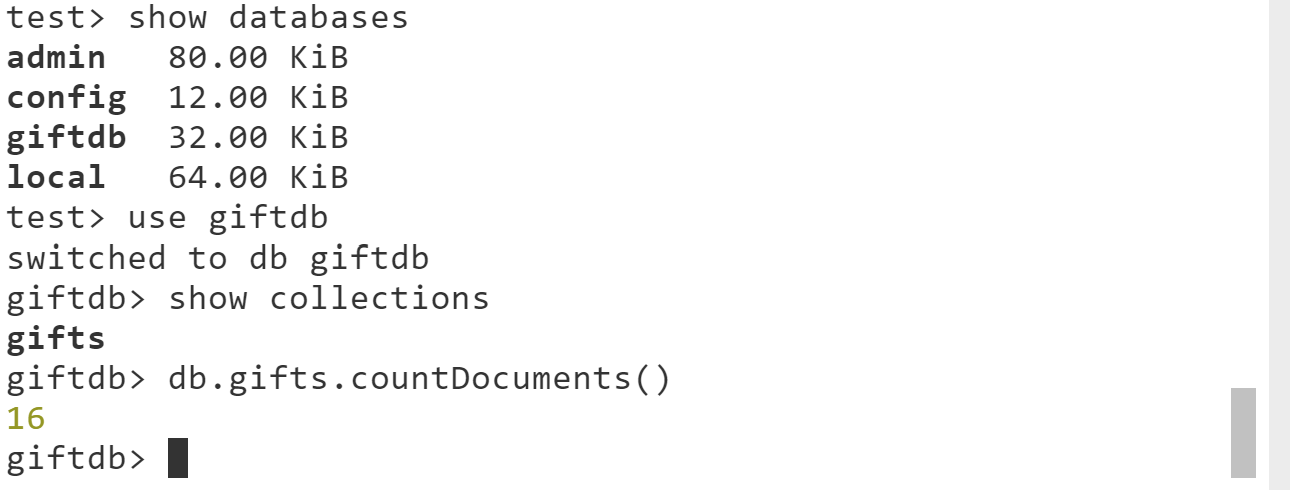 test> show databases
admin   80.00 KiB
config  12.00 KiB
giftdb  32.00 KiB
local   64.00 KiB
test> use giftdb
switched to db giftdb
giftdb> show collections
gifts
giftdb> db.gifts.countDocuments()
16
giftdb>